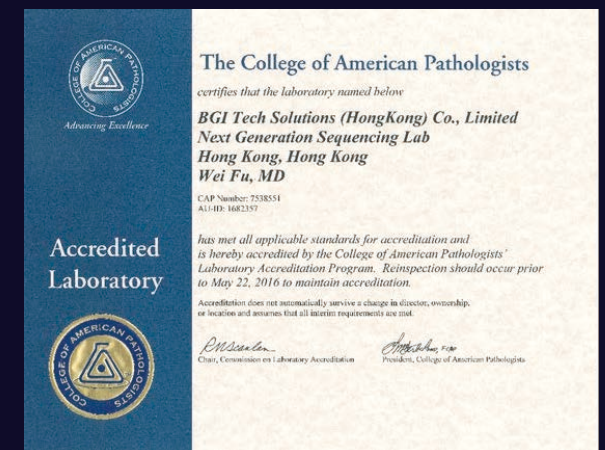 COLLEGE OF AMERICAN PATHOLOGISTS
Advancing Excellence
Accredited
Laboratory
COLLEGE OF AMERICAN PATHOLOGISTS
The College of American Pathologists
certifies that the laboratory named below
BGI Tech Solutions (HongKong) Co., Limited
Next Generation Sequencing Lab
Hong Kong, Hong Kong
Wei Fu, MD
CAP Number: 7538551
AU-ID: 1682357
has met all applicable standards for accreditation and
is hereby accredited by the College of American Pathologists'
Laboratory Accreditation Program. Reinspection should occur prior
to May 22, 2016 to maintain accreditation.
Accreditation does not automatically survive a change in director, ownership,
or location and assumes that all interim requirements are met.
Chair, Commission on Laboratory Accreditation
President, College of American Pathologists